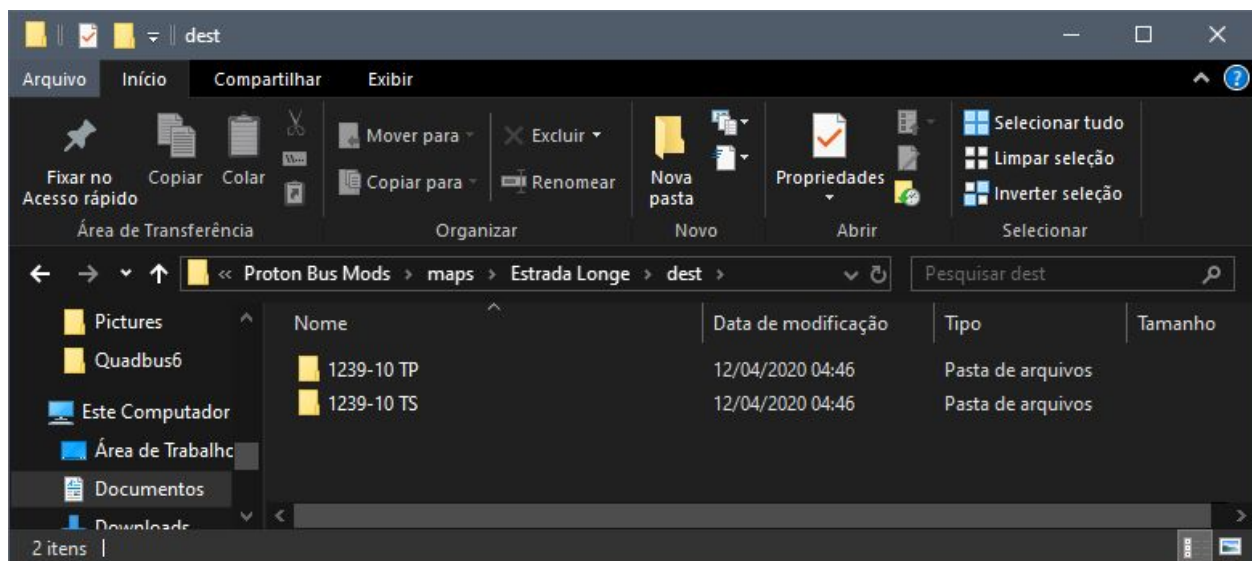 dest
Arquivo Início Compartilhar Exibir
Fixar no
Acesso rápido
Copiar
Colar
Área de Transferência
Mover para
Copiar para
Excluir
Renomear
Organizar
Nova
pasta
Novo
Propriedades
Abrir
Selecionar tudo
Limpar seleção
Inverter seleção
Selecionar
« Proton Bus Mods › maps › Estrada Longe › dest ›
Pesquisar dest
Pictures
Quadbus6
Este Computador
Área de Trabalhc
Documentos
Downloads
Nome Data de modificação Tipo Tamanho
1239-10 TP 12/04/2020 04:46 Pasta de arquivos
1239-10 TS 12/04/2020 04:46 Pasta de arquivos
2 itens